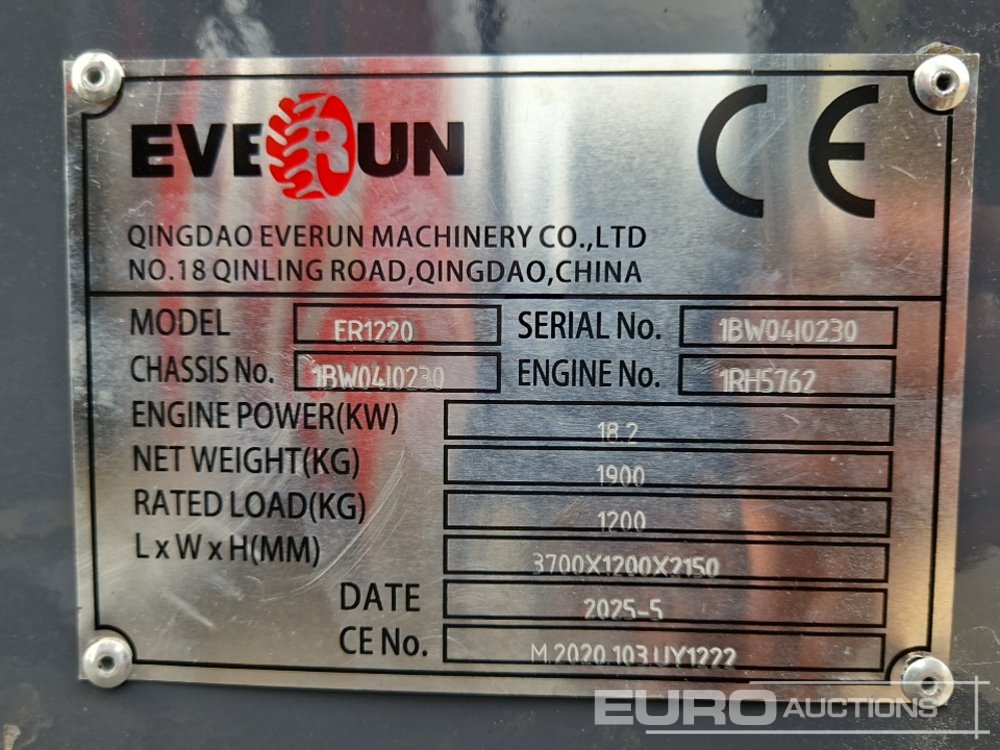 EVERUN CE
QINGDAO EVERUN MACHINERY CO.,LTD
NO.18 QINLING ROAD,QINGDAO,CHINA
MODEL ER1220 SERIAL No. 1BW04I0230
CHASSIS No. 1BW04I0230 ENGINE No. 1RH5762
ENGINE POWER(KW) 18.2
NET WEIGHT(KG) 1900
RATED LOAD(KG) 1200
L x W x H(MM) 3700X1200X2150
DATE 2025-5
CE No. M.2020.103.UY1222
EURO AUCTIONS